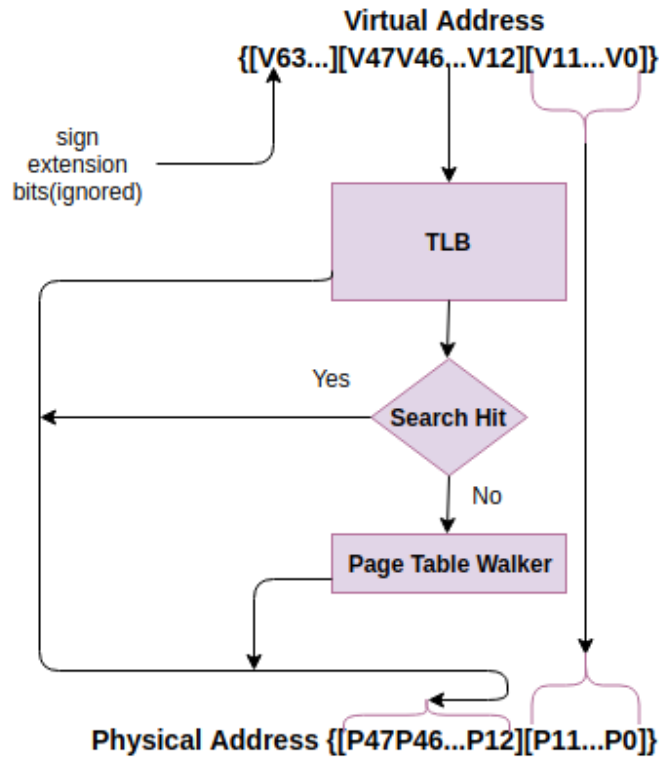 Virtual Address
{[V63...][V47V46...V12][V11...V0]}
sign
extension
bits(ignored)
TLB
Yes
Search Hit
No
Page Table Walker
Physical Address {[P47P46...P12][P11...P0]}